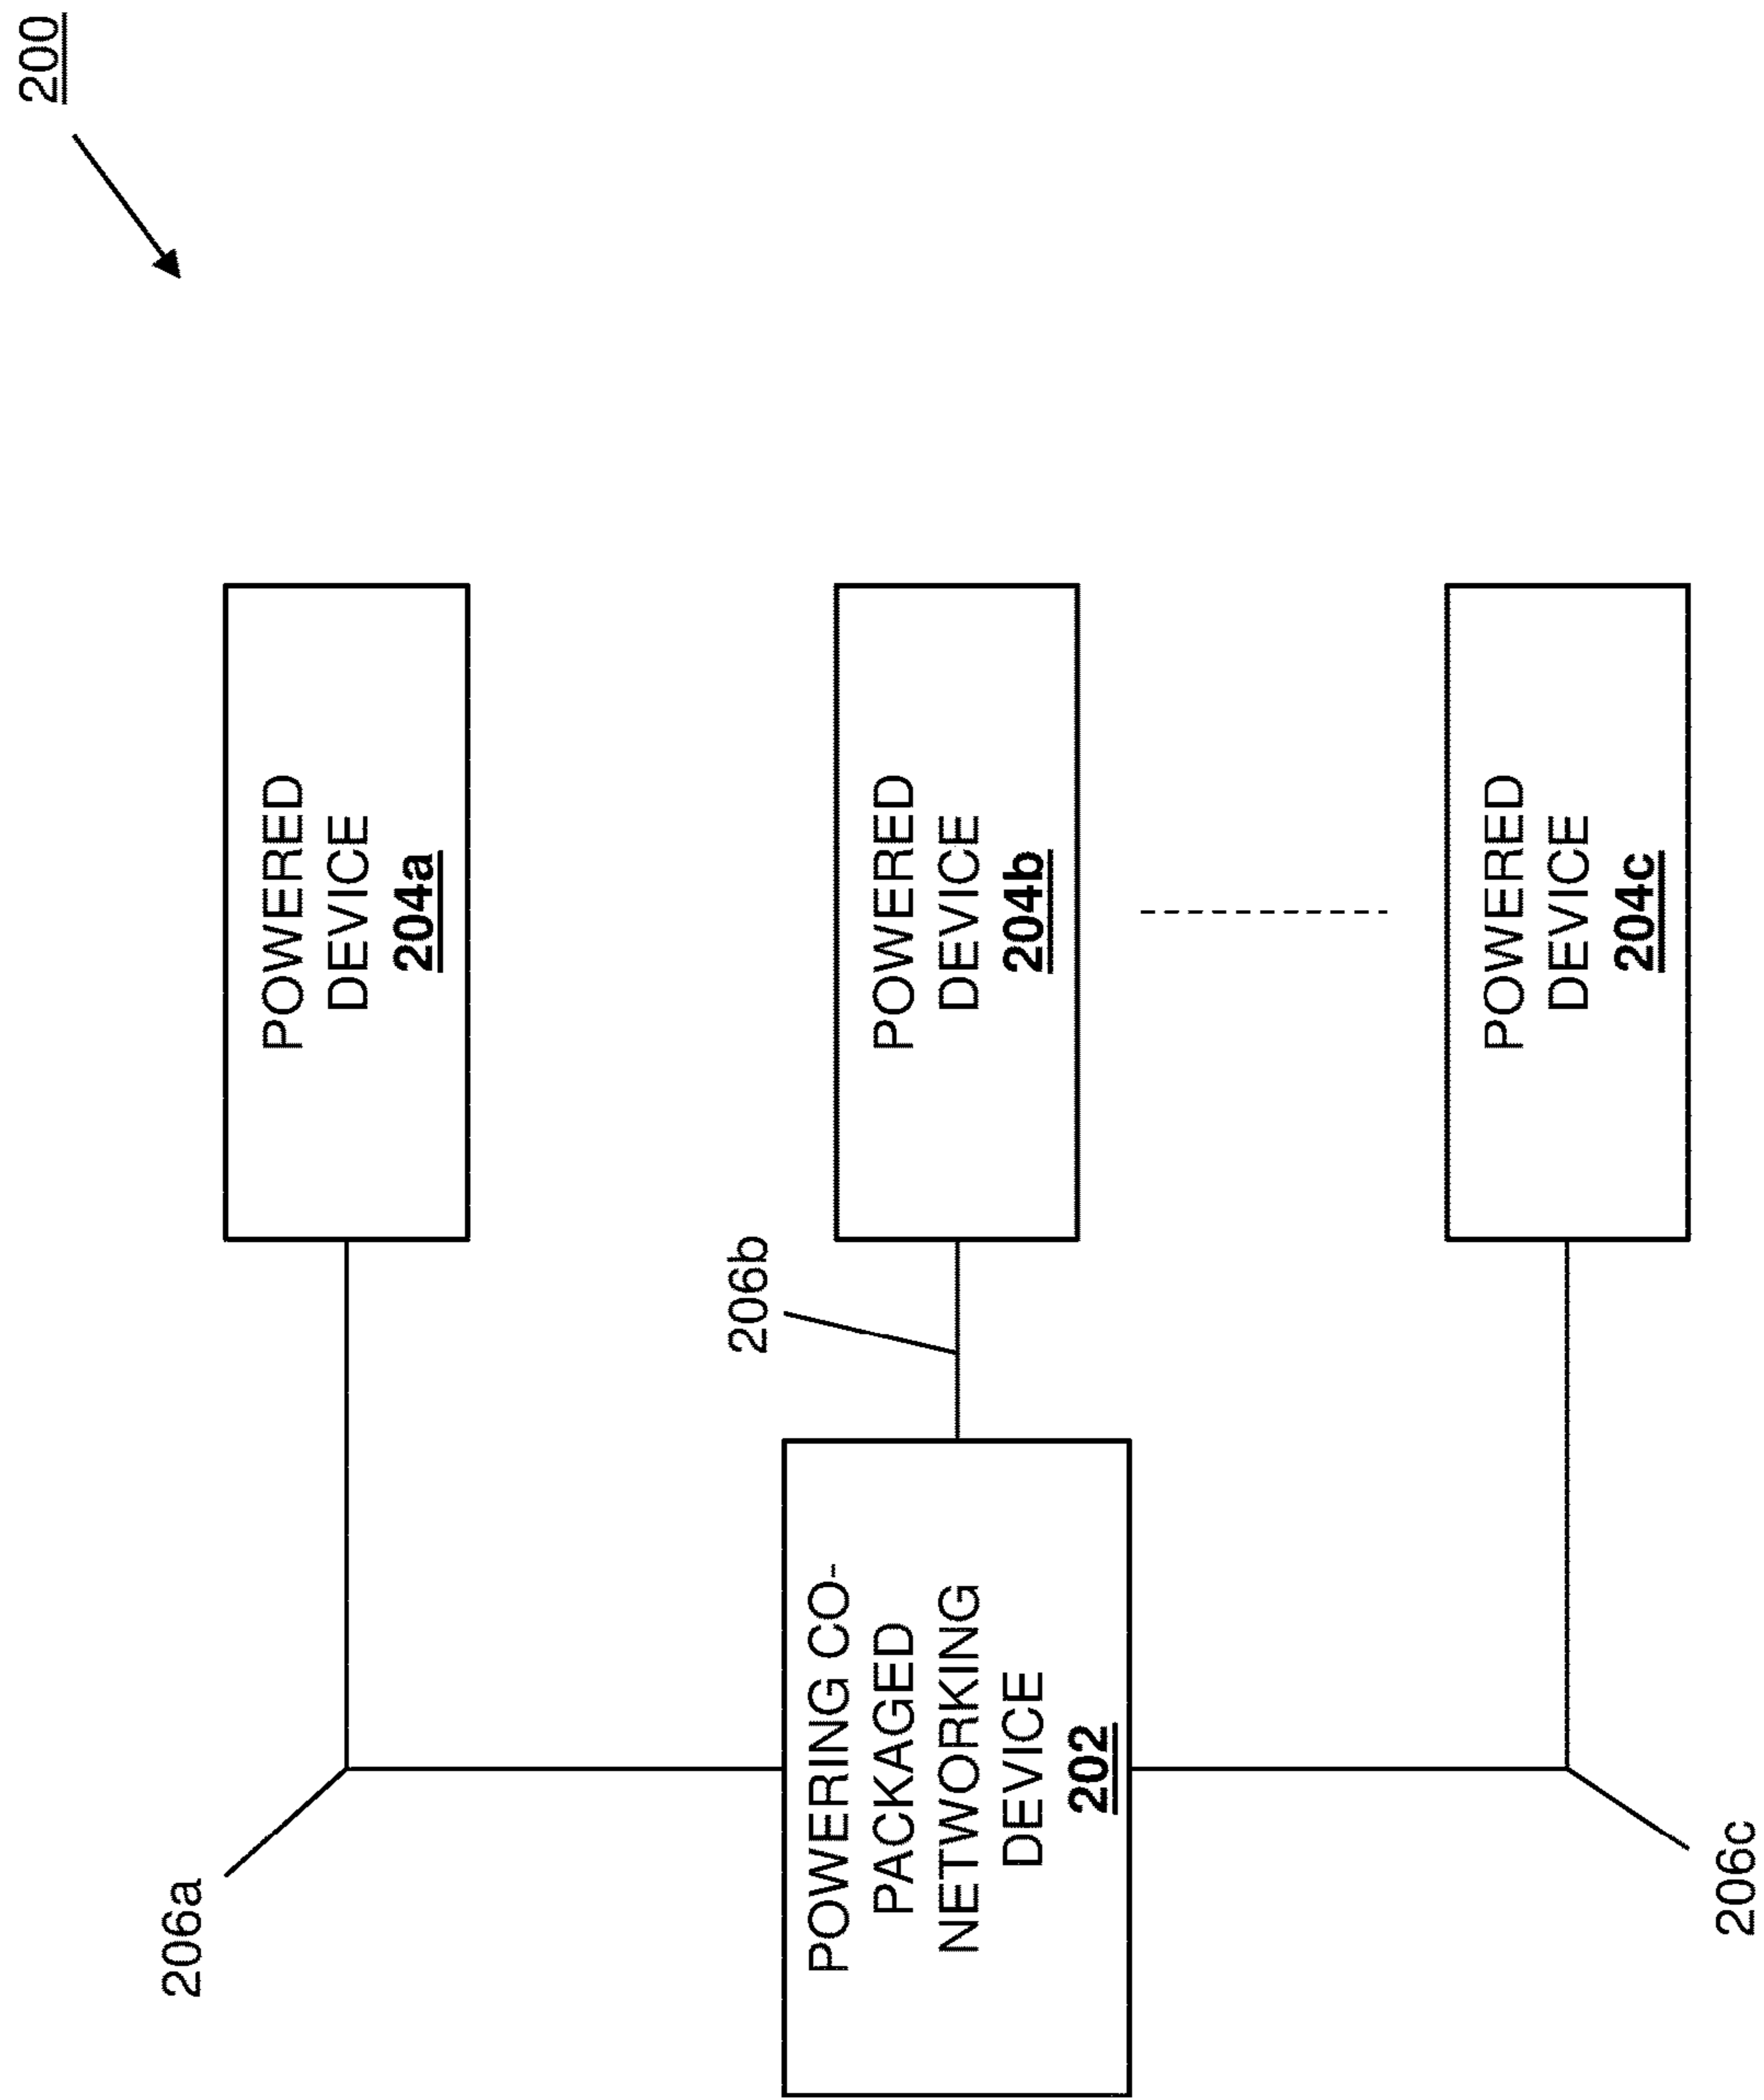 200
POWERED
DEVICE
204a
206a
206b
POWERING CO-
PACKAGED
NETWORKING
DEVICE
202
POWERED
DEVICE
204b
POWERED
DEVICE
204c
206c